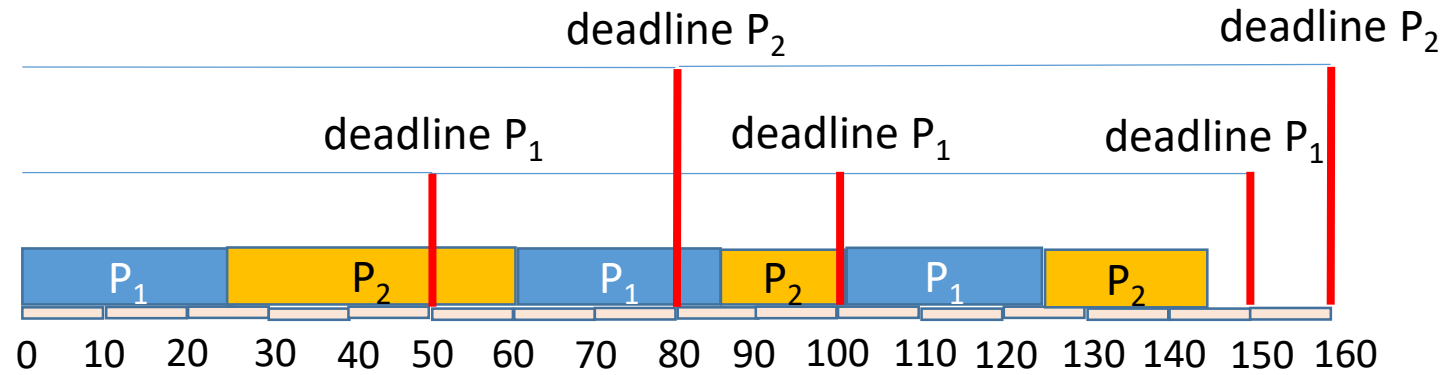 deadline P₂ deadline P₂
deadline P₁ deadline P₁ deadline P₁
P₁ P₂ P₁ P₂ P₁ P₂
0 10 20 30 40 50 60 70 80 90 100 110 120 130 140 150 160